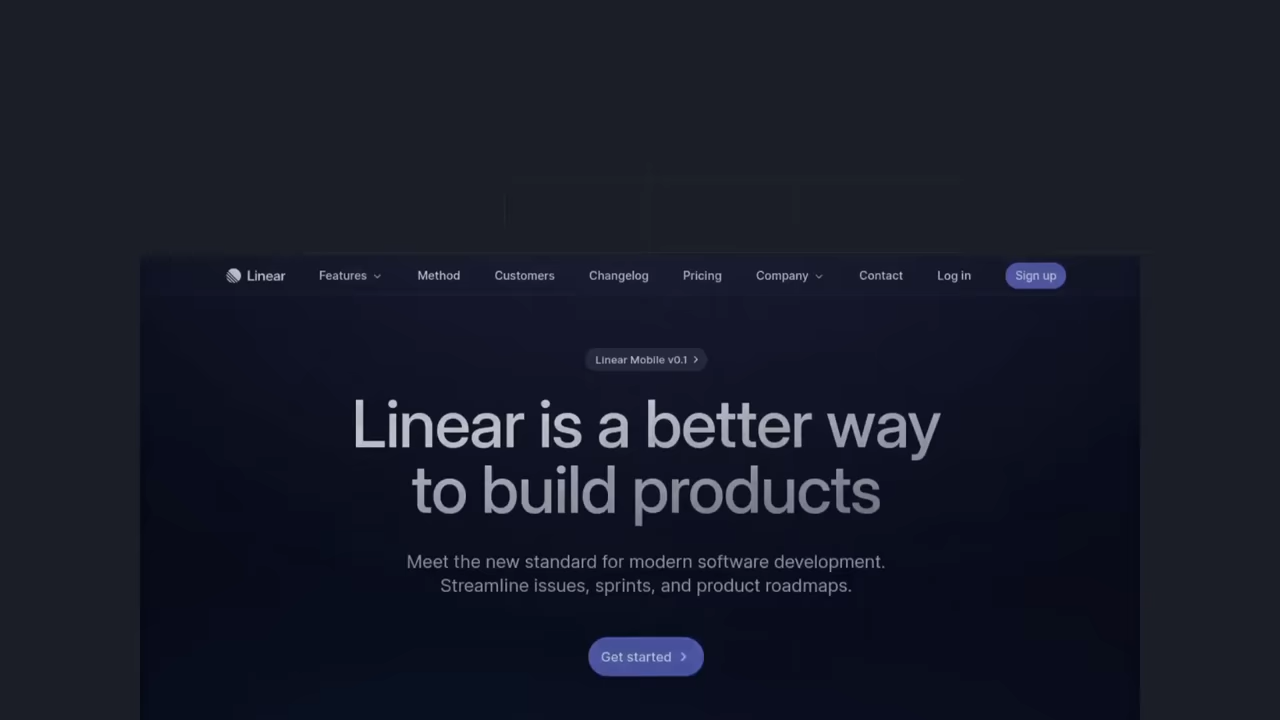 Linear Features Method Customers Changelog Pricing Company Contact Log in Sign up
Linear Mobile v0.1
Linear is a better way
to build products
Meet the new standard for modern software development.
Streamline issues, sprints, and product roadmaps.
Get started